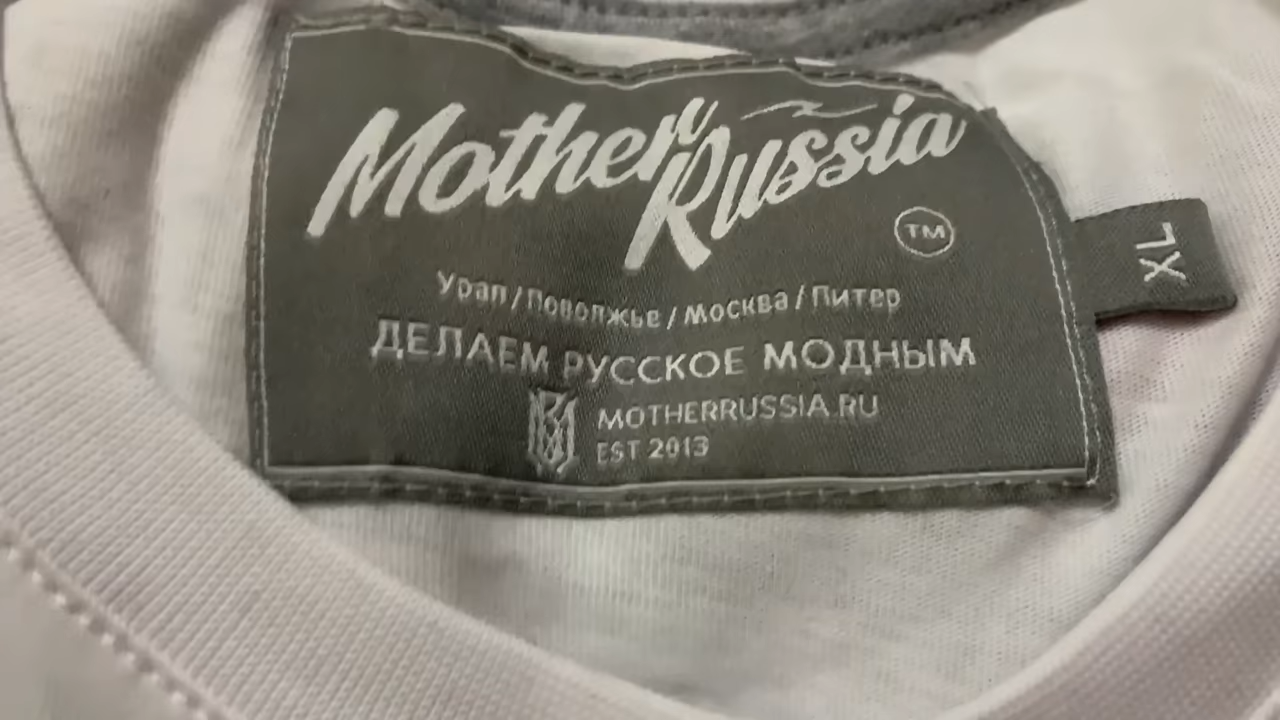 Mother Russia
TM
XL
Урал / Поволжье / Москва / Питер
ДЕЛАЕМ РУССКОЕ МОДНЫМ
MOTHERRUSSIA.RU
EST 2013